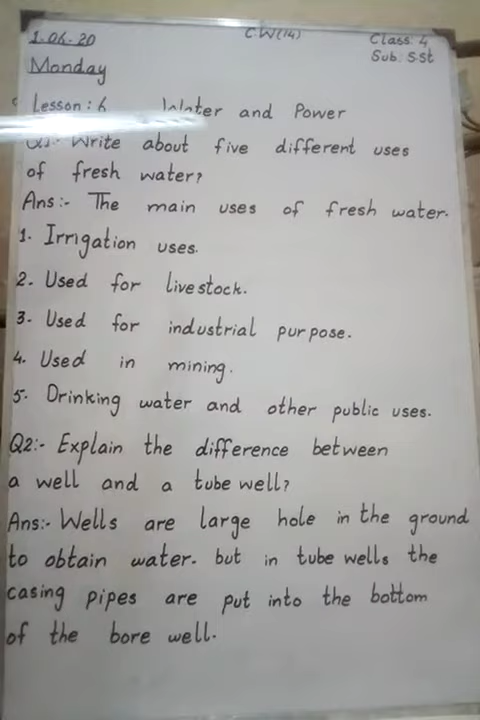 1.06.20 C.W(14) Class: 4
Monday Sub: S.St
Lesson: 6 Water and Power
Q1:- Write about five different uses
of fresh water?
Ans:- The main uses of fresh water.
1. Irrigation uses.
2. Used for livestock.
3. Used for industrial purpose.
4. Used in mining.
5. Drinking water and other public uses.
Q2:- Explain the difference between
a well and a tube well?
Ans:- Wells are large hole in the ground
to obtain water. but in tube wells the
casing pipes are put into the bottom
of the bore well.